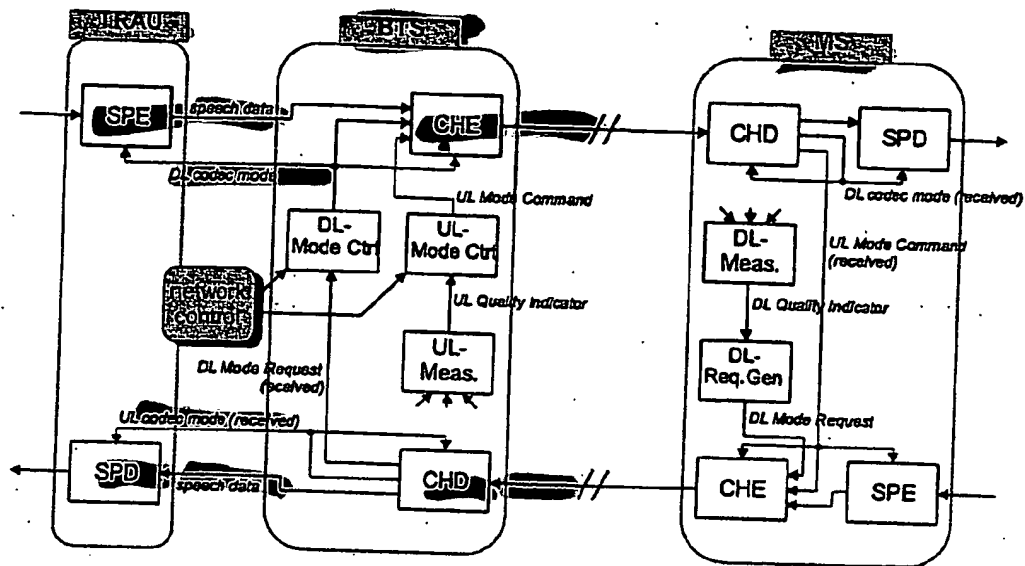 TRAU
BTS
MS
SPE
speech data
CHE
CHD
SPD
DL codec mode
DL codec mode (received)
UL Mode Command
DL-
Mode Ctrl
UL-
Mode Ctrl
DL-
Meas.
UL Mode Command
(received)
network
control
UL Quality Indicator
DL Quality Indicator
UL-
Meas.
DL-
Req.Gen
DL Mode Request
(eceived)
DL Mode Request
UL codec mode (received)
SPD
speech data
CHD
CHE
SPE